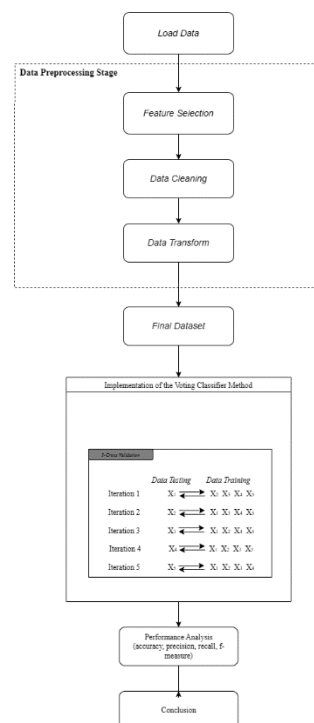 Load Data
Data Preprocessing Stage
Feature Selection
Data Cleaning
Data Transform
Final Dataset
Implementation of the Voting Classifier Method
Data Testing Data Training
Iteration 1 X₁ X₂ X₃ X₄ X₅
Iteration 2 X₂ X₁ X₃ X₄ X₅
Iteration 3 X₃ X₁ X₂ X₄ X₅
Iteration 4 X₄ X₁ X₂ X₃ X₅
Iteration 5 X₅ X₁ X₂ X₃ X₄
Performance Analysis
(accuracy, precision, recall, f-
measure)
Conclusion